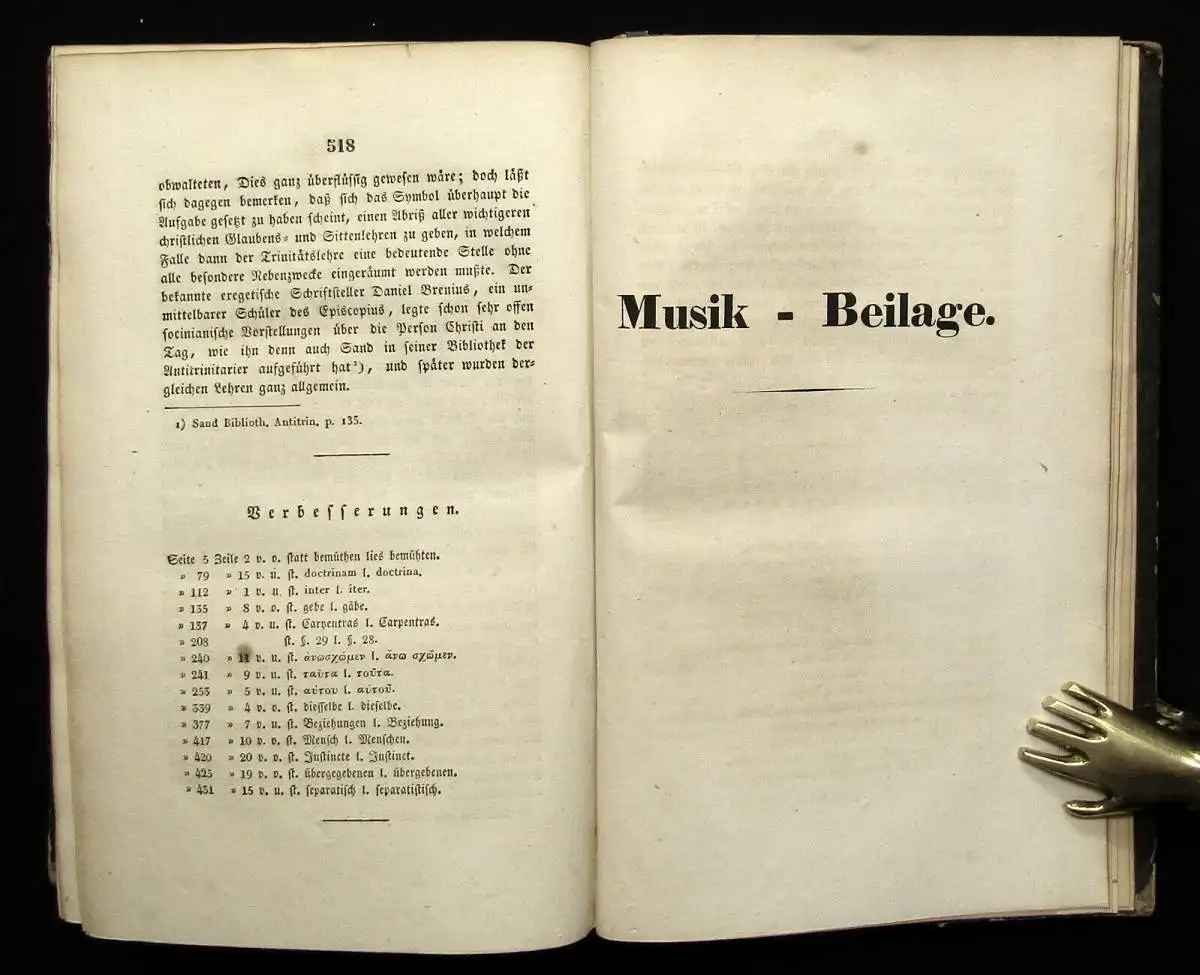 518
obwalteten, Dies ganz überflüssig gewesen wäre; doch läßt
sich dagegen bemerken, daß sich das Symbol überhaupt die
Aufgabe gesetzt zu haben scheint, einen Abriß aller wichtigeren
christlichen Glaubens- und Sittenlehren zu geben, in welchem
Falle dann der Trinitätslehre eine bedeutende Stelle ohne
alle besondere Nebenzwecke eingeräumt werden mußte. Der
bekannte exegetische Schriftsteller Daniel Brenius, ein un-
mittelbarer Schüler des Episcopius, legte schon sehr offen
socinianische Vorstellungen über die Person Christi an den
Tag, wie ihn denn auch Sand in seiner Bibliothek der
Antitrinitarier aufgeführt hat¹), und später wurden der-
gleichen Lehren ganz allgemein.
1) Sand Biblioth. Antitrin. p. 135.
Verbesserungen.
Seite 5 Zeile 2 v. o. statt bemüthen lies bemühten.
» 79 » 15 v. u. st. doctrinam l. doctrina.
» 112 » 1 v. u. st. inter l. iter.
» 135 » 8 v. o. st. gebe l. gäbe.
» 137 » 4 v. u. st. Carpentras l. Carpentras.
» 208 st. §. 29 l. §. 28.
» 240 » 11 v. u. st. ἀνωσχῶμεν l. ἄνω σχῶμεν.
» 241 » 9 v. u. st. ταῦτα l. τοῦτα.
» 253 » 5 v. u. st. αὐτου l. αὐτοῦ.
» 339 » 4 v. o. st. diesselbe l. dieselbe.
» 377 » 7 v. u. st. Beziehungen l. Beziehung.
» 417 » 10 v. o. st. Mensch l. Menschen.
» 420 » 20 v. o. st. Instincte l. Instinct.
» 425 » 19 v. o. st. übergegebenen l. übergebenen.
» 431 » 15 v. u. st. separatisch l. separatistisch.
Musik - Beilage.